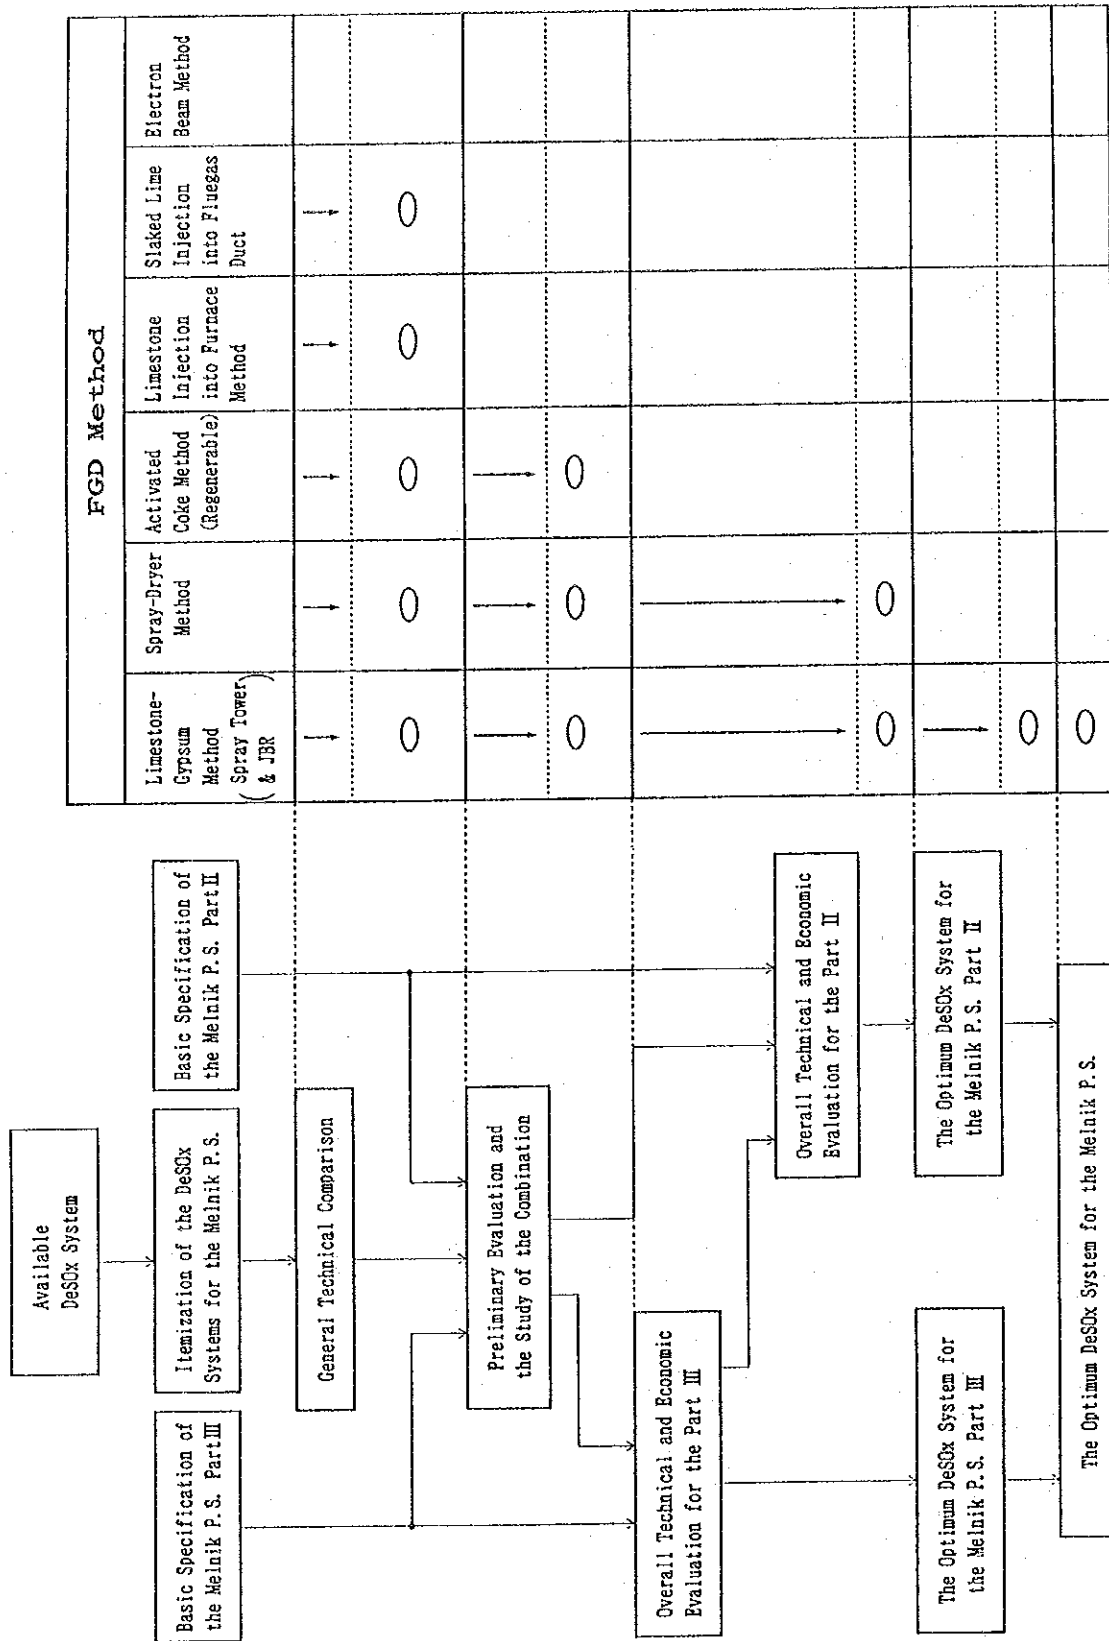 Available
DeSOx System
Basic Specification of
the Melnik P.S. PartⅢ
Itemization of the DeSOx
Systems for the Melnik P.S.
Basic Specification of
the Melnik P.S. PartⅡ
General Technical Comparison
Preliminary Evaluation and
the Study of the Combination
Overall Technical and Economic
Evaluation for the Part Ⅲ
Overall Technical and Economic
Evaluation for the Part Ⅱ
The Optimum DeSOx System for
the Melnik P.S. Part Ⅲ
The Optimum DeSOx System for
the Melnik P.S. Part Ⅱ
The Optimum DeSOx System for the Melnik P.S.
FGD Method
Limestone-
Gypsum
Method
(Spray Tower
& JBR)
Spray-Dryer
Method
Activated
Coke Method
(Regenerable)
Limestone
Injection
into Furnace
Method
Slaked Lime
Injection
into Fluegas
Duct
Electron
Beam Method